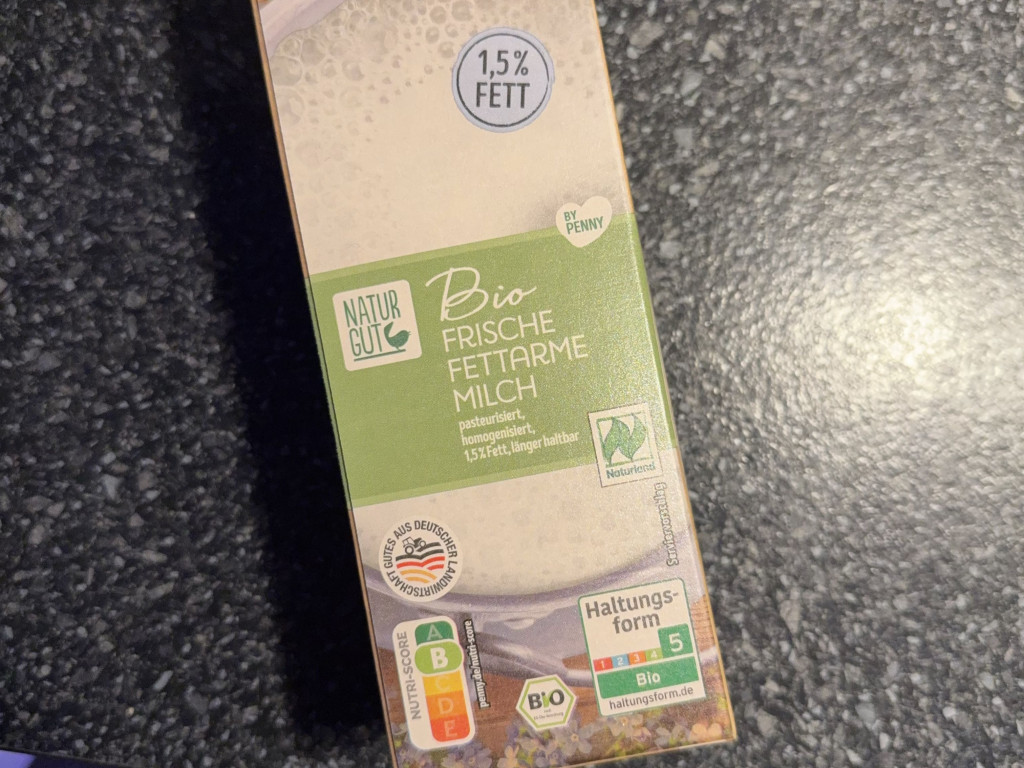 1,5%
FETT
BY
PENNY
NATUR
GUT
Bio
FRISCHE
FETTARME
MILCH
pasteurisiert,
homogenisiert,
1,5% Fett, länger haltbar
Naturland
Serviervorschlag
GUTES AUS DEUTSCHER LANDWIRTSCHAFT
NUTRI-SCORE
A
B
C
D
E
penny.de/nutri-score
BIO
Haltungs-
form
1 2 3 4 5
Bio
haltungsform.de